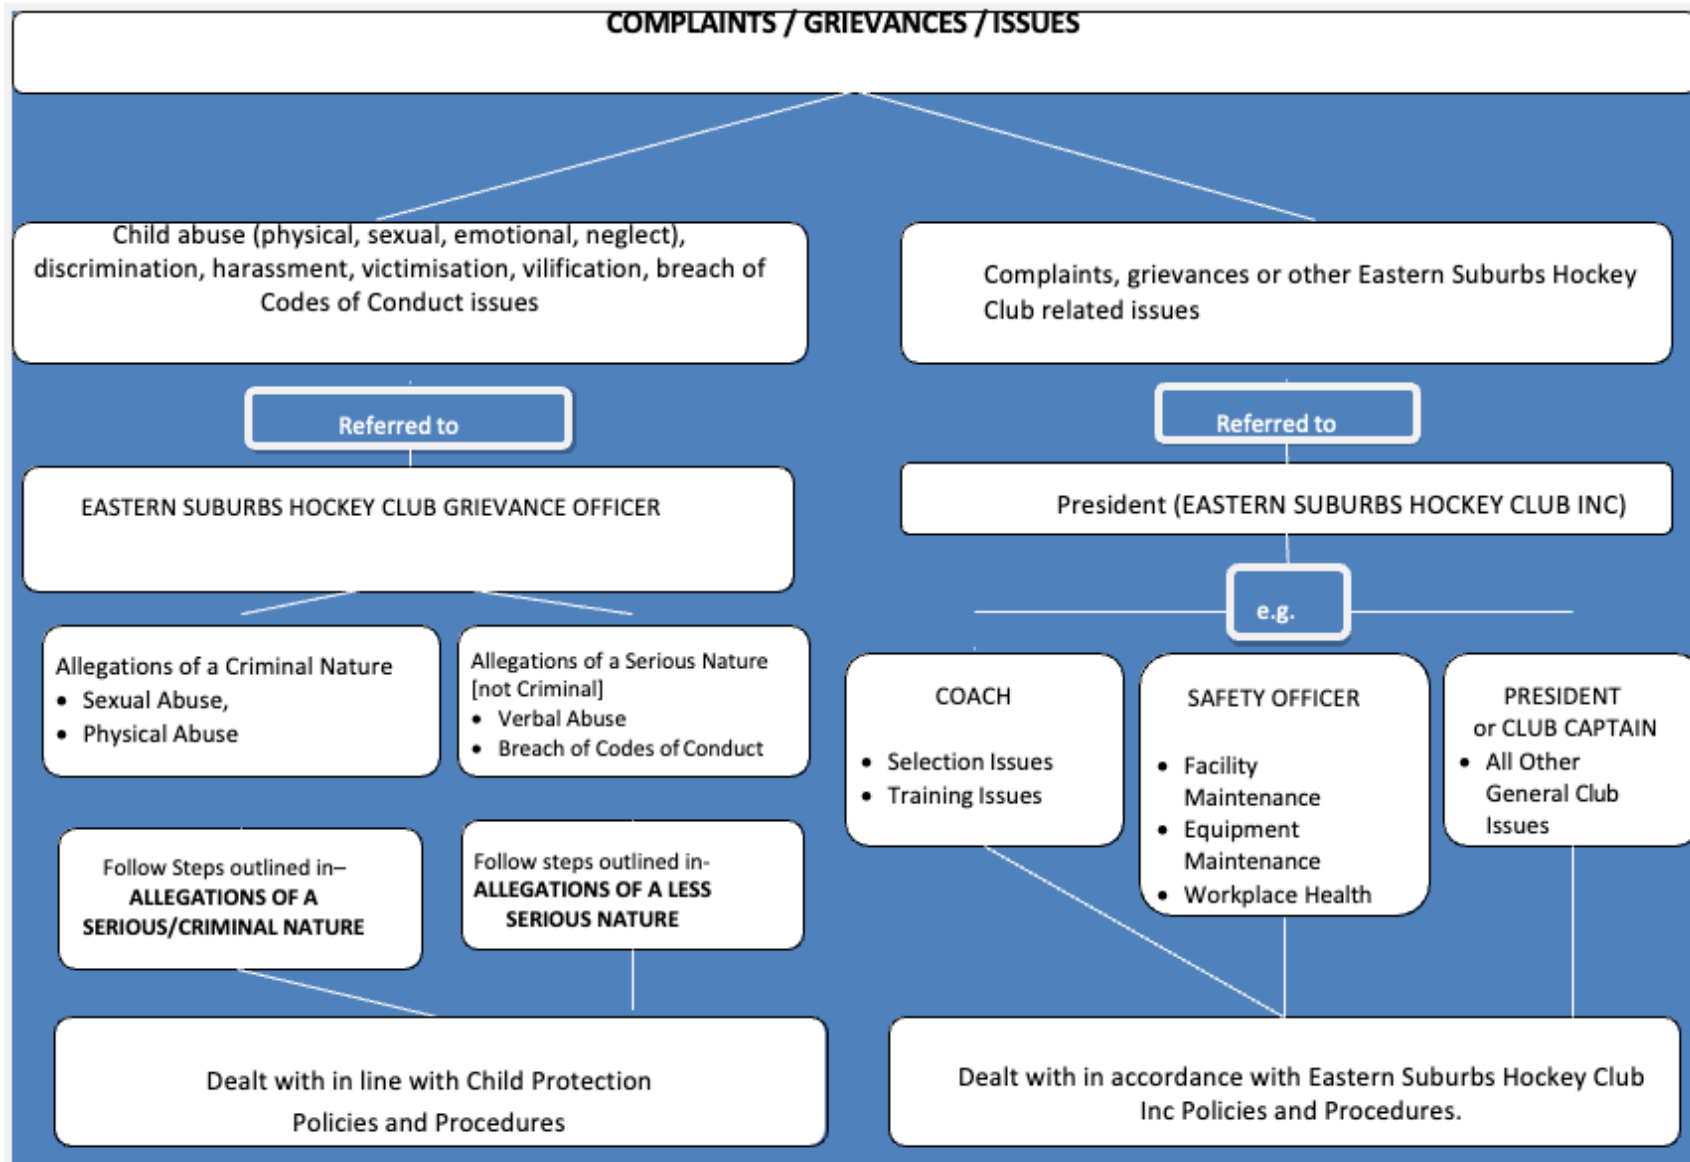 COMPLAINTS / GRIEVANCES / ISSUES
Child abuse (physical, sexual, emotional, neglect),
discrimination, harassment, victimisation, vilification, breach of
Codes of Conduct issues
Complaints, grievances or other Eastern Suburbs Hockey
Club related issues
Referred to
Referred to
EASTERN SUBURBS HOCKEY CLUB GRIEVANCE OFFICER
President (EASTERN SUBURBS HOCKEY CLUB INC)
e.g.
Allegations of a Criminal Nature
• Sexual Abuse,
• Physical Abuse
Allegations of a Serious Nature
[not Criminal]
• Verbal Abuse
• Breach of Codes of Conduct
COACH
• Selection Issues
• Training Issues
SAFETY OFFICER
• Facility
Maintenance
• Equipment
Maintenance
• Workplace Health
PRESIDENT
or CLUB CAPTAIN
• All Other
General Club
Issues
Follow Steps outlined in–
ALLEGATIONS OF A
SERIOUS/CRIMINAL NATURE
Follow steps outlined in-
ALLEGATIONS OF A LESS
SERIOUS NATURE
Dealt with in line with Child Protection
Policies and Procedures
Dealt with in accordance with Eastern Suburbs Hockey Club
Inc Policies and Procedures.